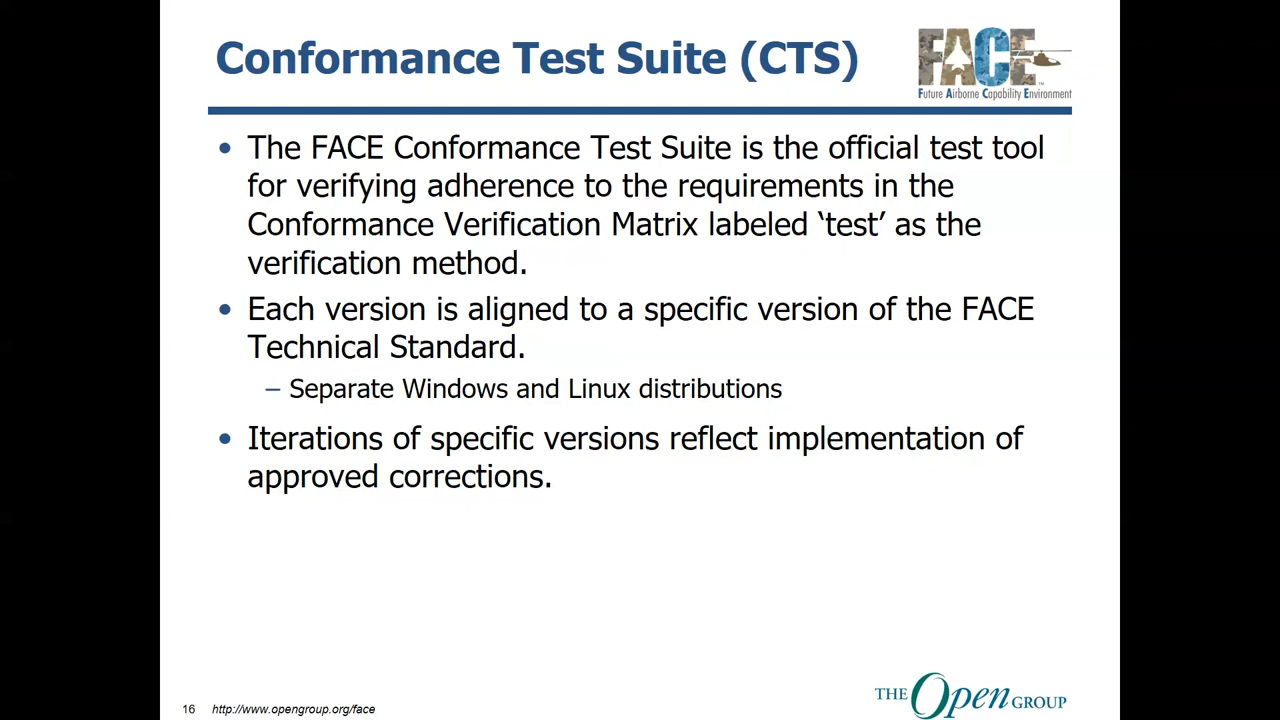 Conformance Test Suite (CTS)
FACE™
Future Airborne Capability Environment
• The FACE Conformance Test Suite is the official test tool
for verifying adherence to the requirements in the
Conformance Verification Matrix labeled ‘test’ as the
verification method.
• Each version is aligned to a specific version of the FACE
Technical Standard.
– Separate Windows and Linux distributions
• Iterations of specific versions reflect implementation of
approved corrections.
16 http://www.opengroup.org/face
THE Open GROUP